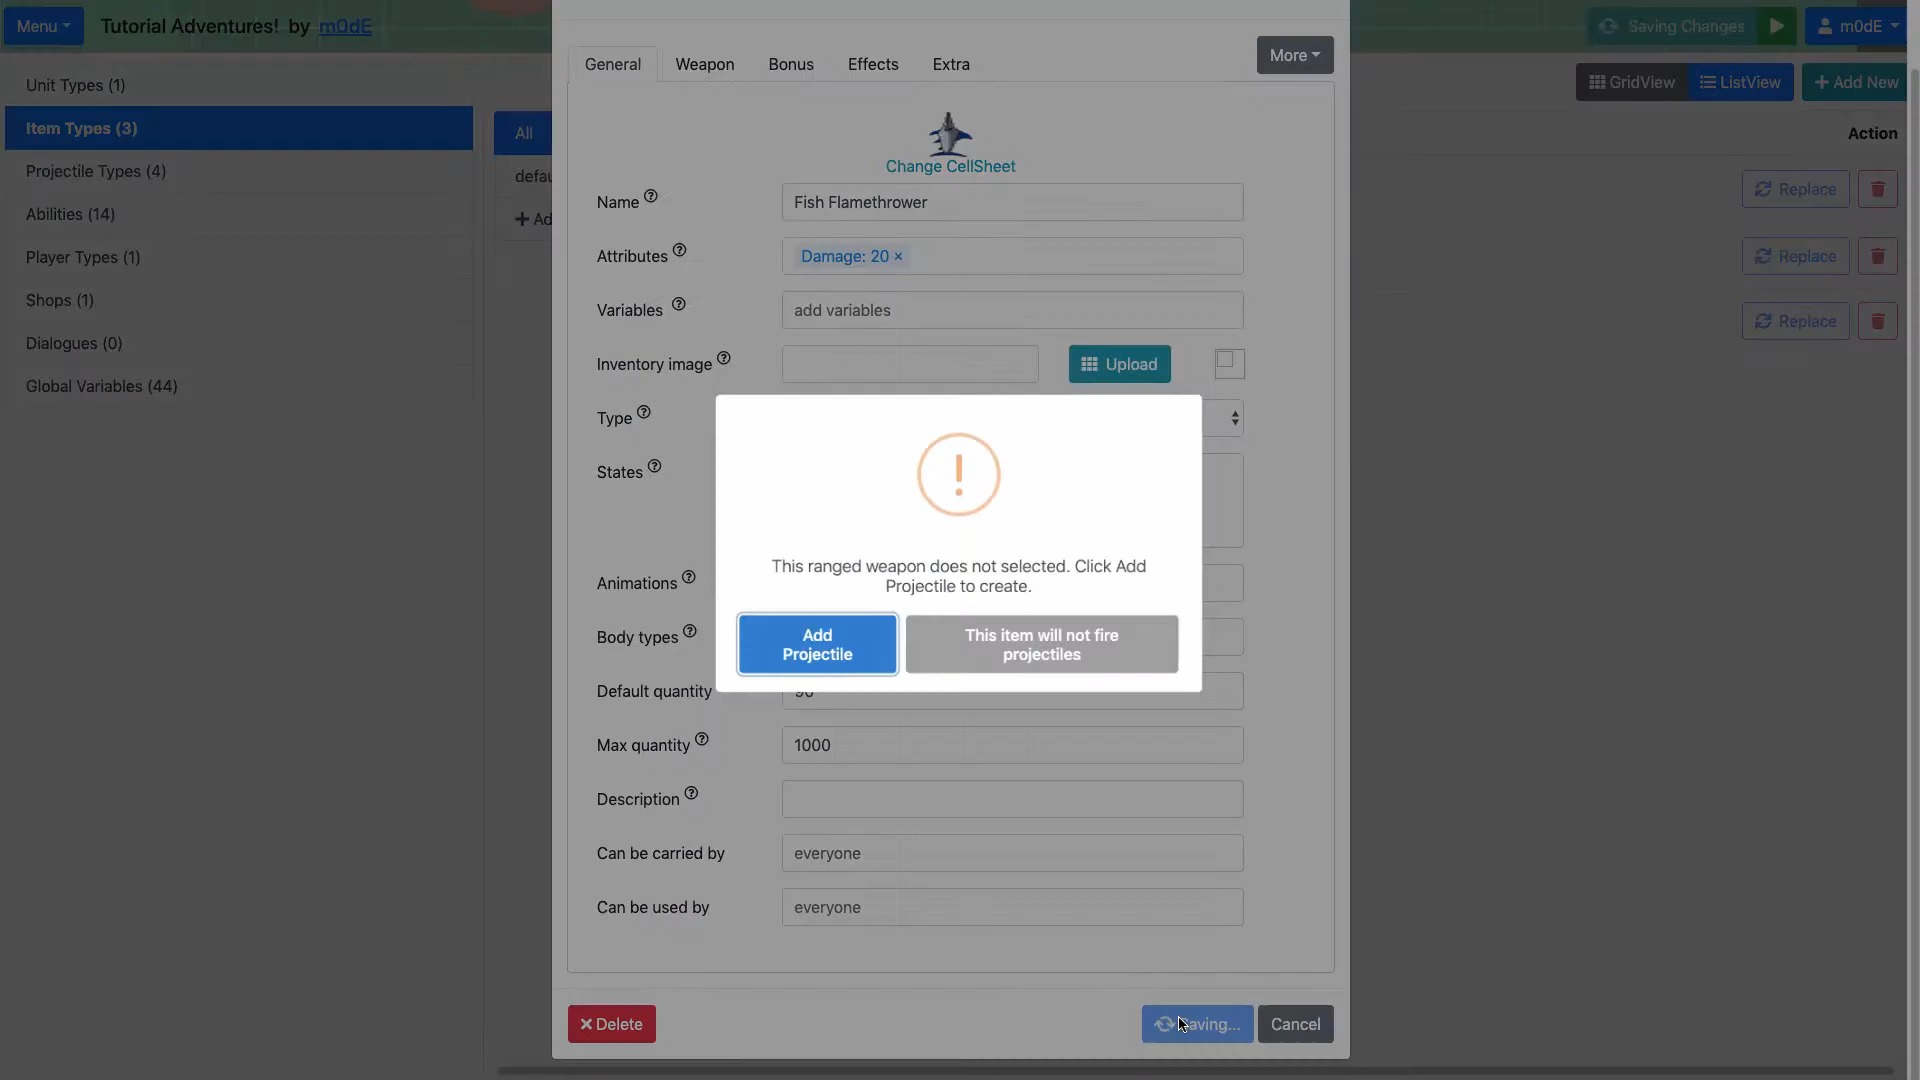 Menu
Tutorial Adventures! by m0dE
Saving Changes
m0dE
Unit Types (1)
Item Types (3)
Projectile Types (4)
Abilities (14)
Player Types (1)
Shops (1)
Dialogues (0)
Global Variables (44)
All
defau
+ Ad
GridView
ListView
+ Add New
Action
Replace
Replace
Replace
General
Weapon
Bonus
Effects
Extra
More
Change CellSheet
Name
Fish Flamethrower
Attributes
Damage: 20 ×
Variables
add variables
Inventory image
Upload
Type
States
Animations
Body types
Default quantity
90
Max quantity
1000
Description
Can be carried by
everyone
Can be used by
everyone
This ranged weapon does not selected. Click Add
Projectile to create.
Add
Projectile
This item will not fire
projectiles
Delete
Saving...
Cancel